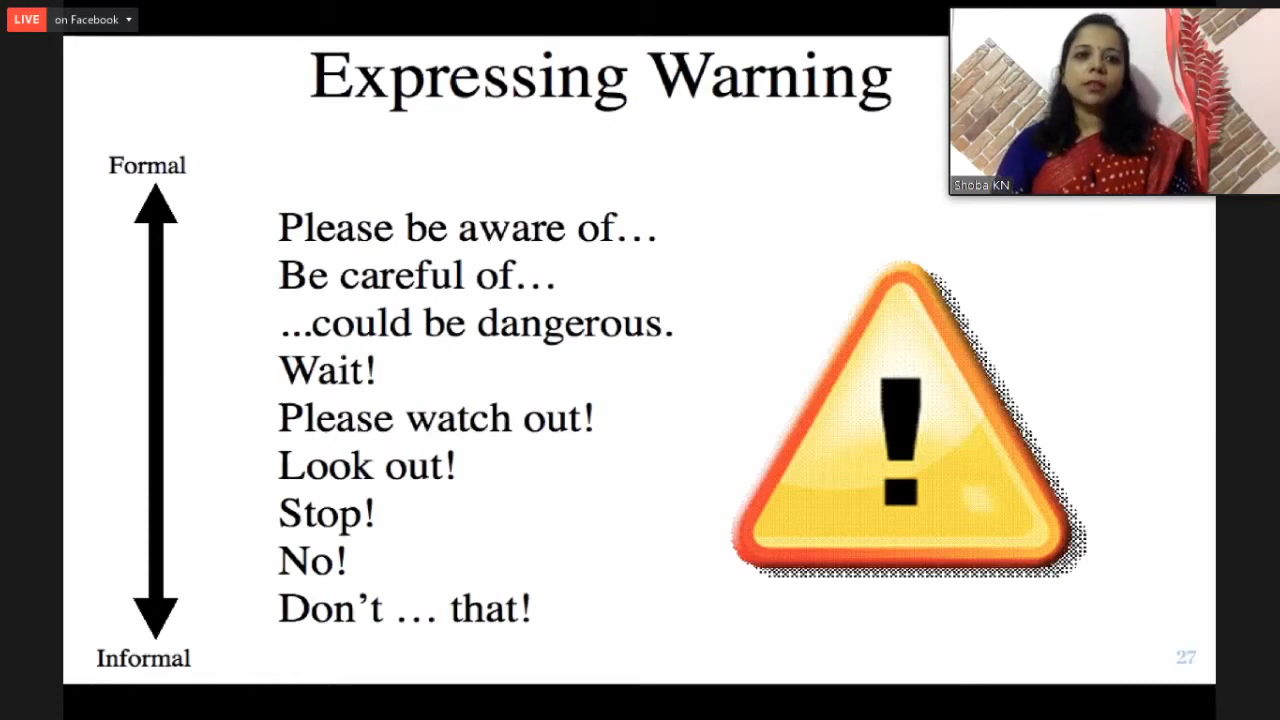 LIVE on Facebook
Expressing Warning
Shoba KN
Formal
Please be aware of…
Be careful of…
...could be dangerous.
Wait!
Please watch out!
Look out!
Stop!
No!
Don’t … that!
Informal
!
27